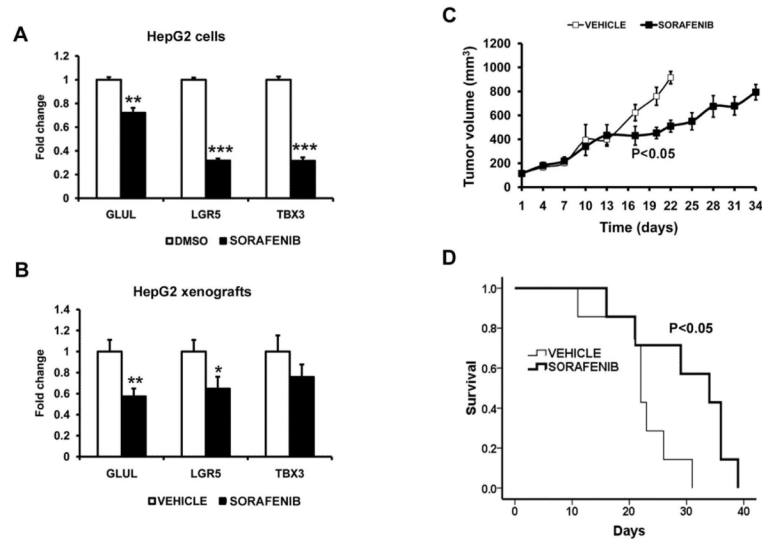 A
HepG2 cells
Fold change
1.2
1
0.8
0.6
0.4
0.2
0
**
***
***
GLUL LGR5 TBX3
DMSO SORAFENIB
B
HepG2 xenografts
Fold change
1.4
1.2
1
0.8
0.6
0.4
0.2
0
**
*
GLUL LGR5 TBX3
VEHICLE SORAFENIB
C
VEHICLE SORAFENIB
Tumor volume (mm3)
1200
1000
800
600
400
200
0
P<0.05
1 4 7 10 13 16 19 22 25 28 31 34
Time (days)
D
Survival
1.0
0.8
0.6
0.4
0.2
0.0
P<0.05
VEHICLE
SORAFENIB
0 10 20 30 40
Days